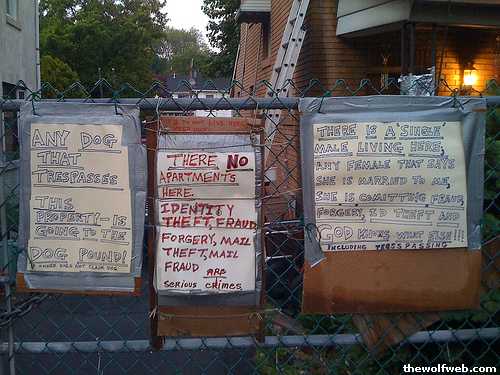 ANY DOG
THAT
TRESPASSES
THIS
PROPERTY - IS
GOING TO THE
DOG POUND!
THERE NO
APARTMENTS
HERE.
IDENTITY
THEFT, FRAUD
FORGERY, MAIL
THEFT, MAIL
FRAUD ARE
SERIOUS CRIMES
THERE IS A SINGLE
MALE LIVING HERE,
ANY FEMALE THAT SAYS
SHE IS MARRIED TO ME,
SHE IS COMITTING FRAUD,
FORGERY, ID THEFT AND
GOD KNOWS WHAT ELSE!!!
INCLUDING TRESSPASSING
thewolfweb.com